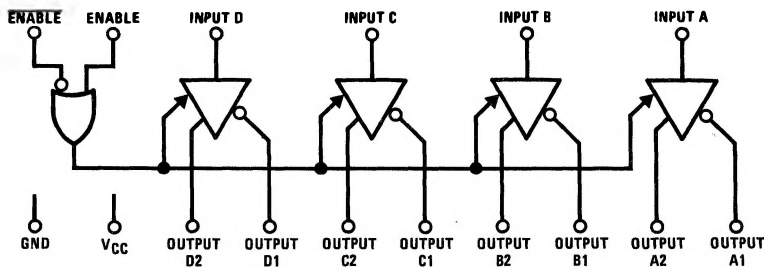 ENABLE ENABLE INPUT D INPUT C INPUT B INPUT A
GND VCC OUTPUT D2 OUTPUT D1 OUTPUT C2 OUTPUT C1 OUTPUT B2 OUTPUT B1 OUTPUT A2 OUTPUT A1